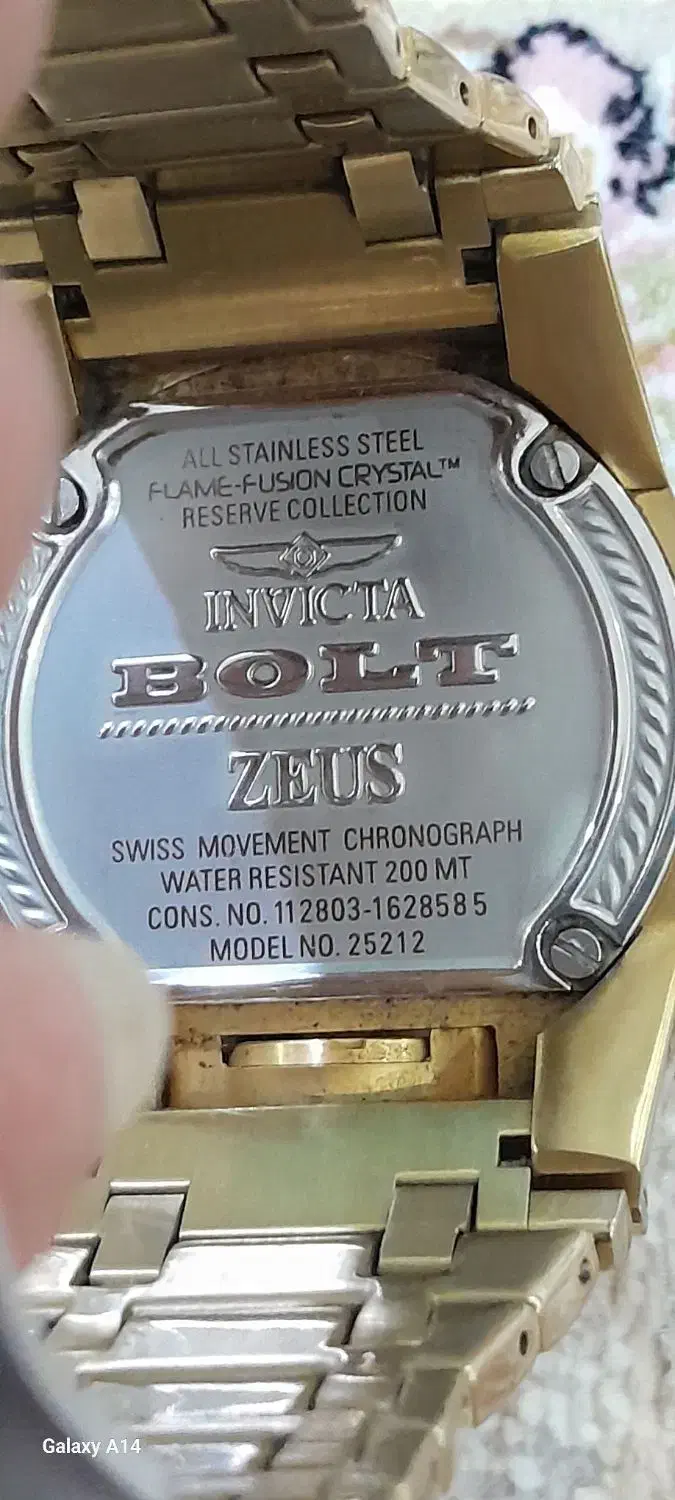 ALL STAINLESS STEEL
FLAME-FUSION CRYSTAL™
RESERVE COLLECTION
INVICTA
BOLT
ZEUS
SWISS MOVEMENT CHRONOGRAPH
WATER RESISTANT 200 MT
CONS. NO. 112803-1628585
MODEL NO. 25212
Galaxy A14